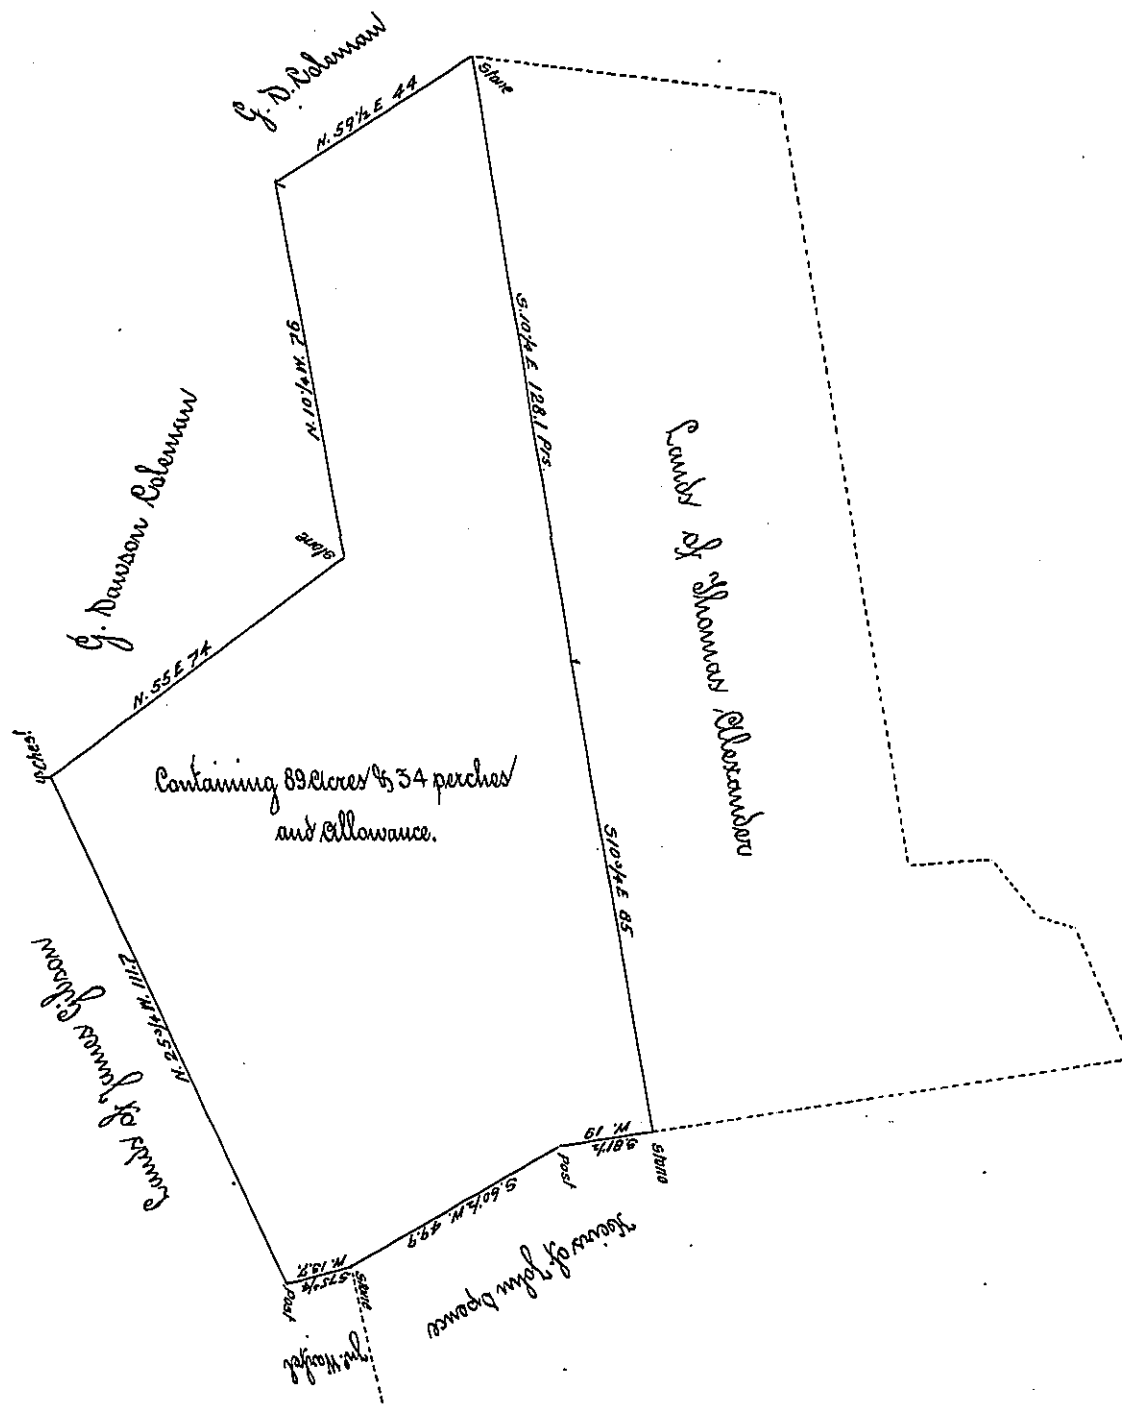 G. D. Coleman
Stone
N. 59½ E 44
N. 10¼ W. 76
S. 10¼ E 128.1 Prs.
G. Dawson Coleman
stone
Lands of Thomas Alexander
N. 55 E 74
Containing 89 Acres & 34 perches
and Allowance.
S 10¾ E 85
Lands of James Gibson
N. 25¾ W. 111.2
S. 81½
W. 19
Stone
Post
S. 60½ W. 49.9
Heirs of John Spence
S75¾
W. 13.7
Stone
Post